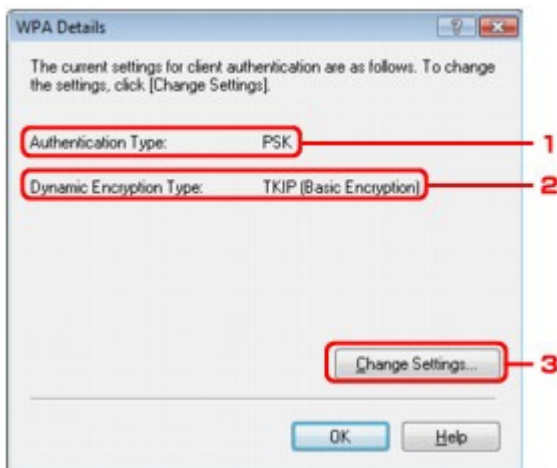 WPA Details
The current settings for client authentication are as follows. To change
the settings, click [Change Settings].
Authentication Type: PSK 1
Dynamic Encryption Type: TKIP (Basic Encryption) 2
Change Settings... 3
OK Help